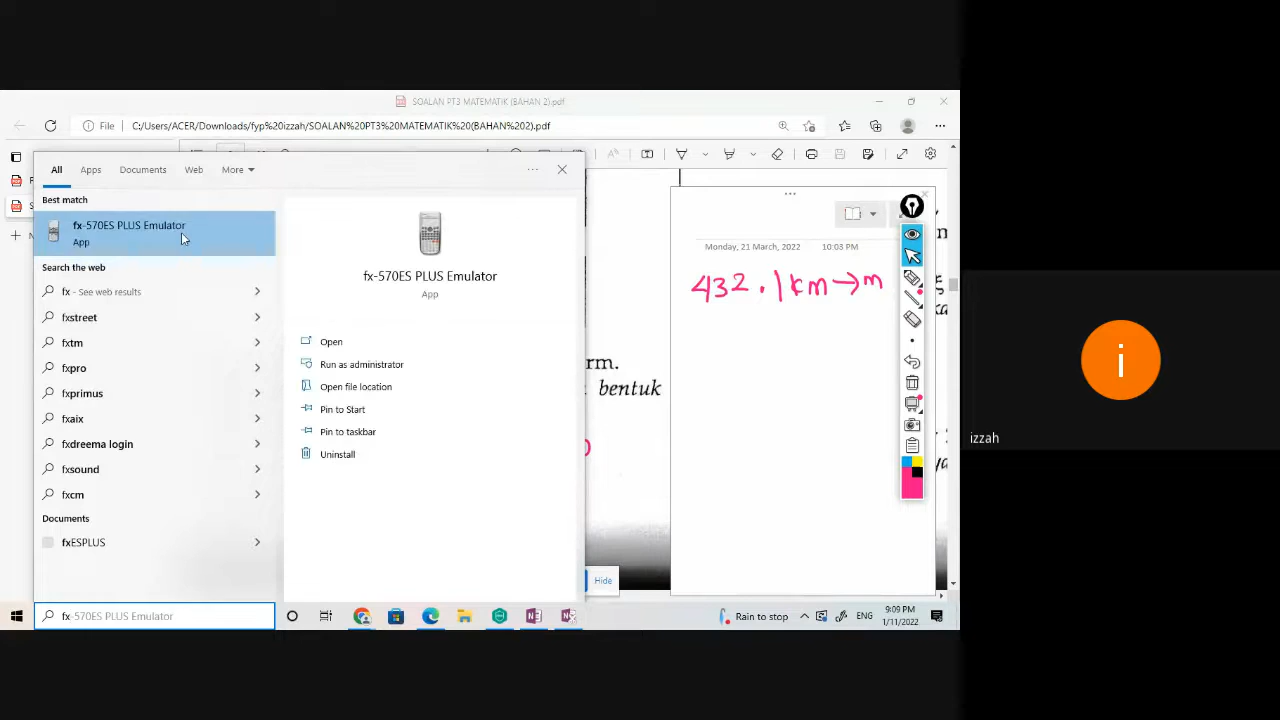 SOALAN PT3 MATEMATIK (BAHAN 2).pdf
File C:/Users/ACER/Downloads/fyp%20izzah/SOALAN%20PT3%20MATEMATIK%20(BAHAN%202).pdf
All Apps Documents Web More
Best match
fx-570ES PLUS Emulator
App
Search the web
fx - See web results
fxstreet
fxtm
fxpro
fxprimus
fxaix
fxdreema login
fxsound
fxcm
Documents
fxESPLUS
fx-570ES PLUS Emulator
App
Open
Run as administrator
Open file location
Pin to Start
Pin to taskbar
Uninstall
rm.
bentuk
Hide
Monday, 21 March, 2022 10:03 PM
432.1km→m
fx-570ES PLUS Emulator
Rain to stop
ENG
9:09 PM
1/11/2022
i
izzah